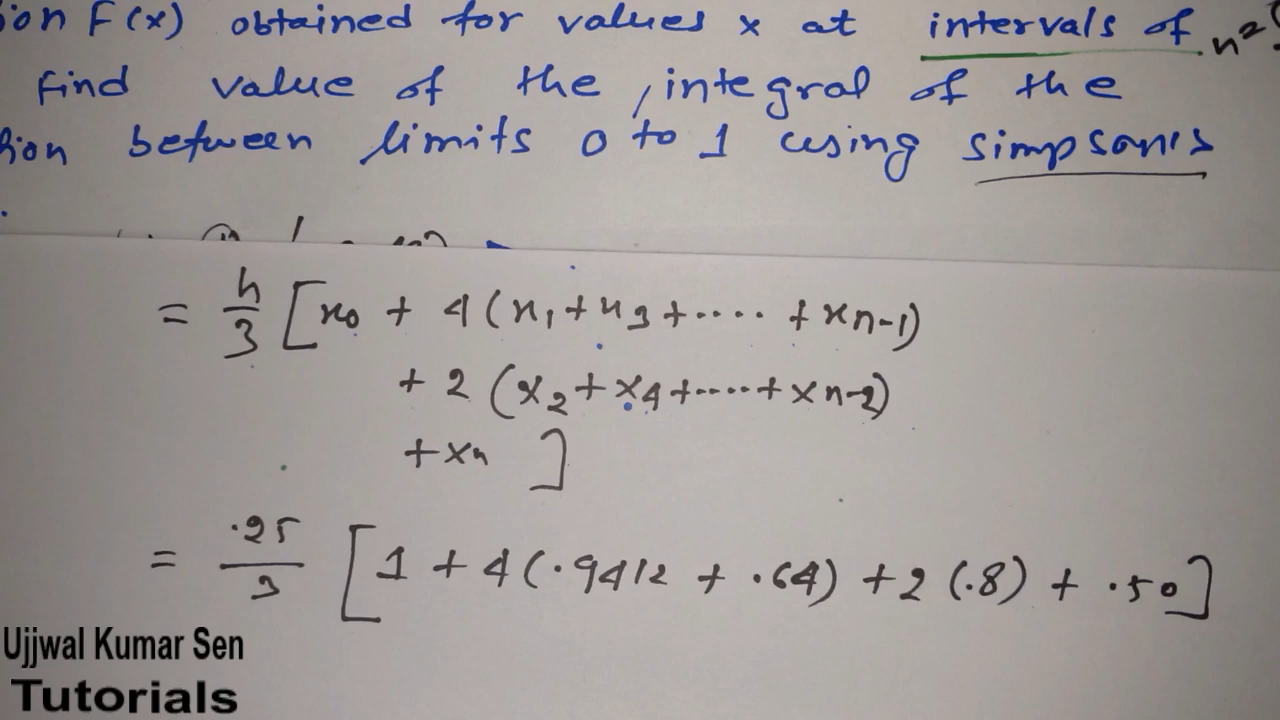 ion F(x) obtained for values x at intervals of
Find value of the integral of the
between limits 0 to 1 using Simpson's
= h/3 [x₀ + 4(x₁+x₃+....+xn-1)
+ 2 (x₂+x₄+....+xn-2)
+xn ]
= .25/3 [1 + 4(.9412 + .64) +2 (.8) + .50]
Ujjwal Kumar Sen
Tutorials